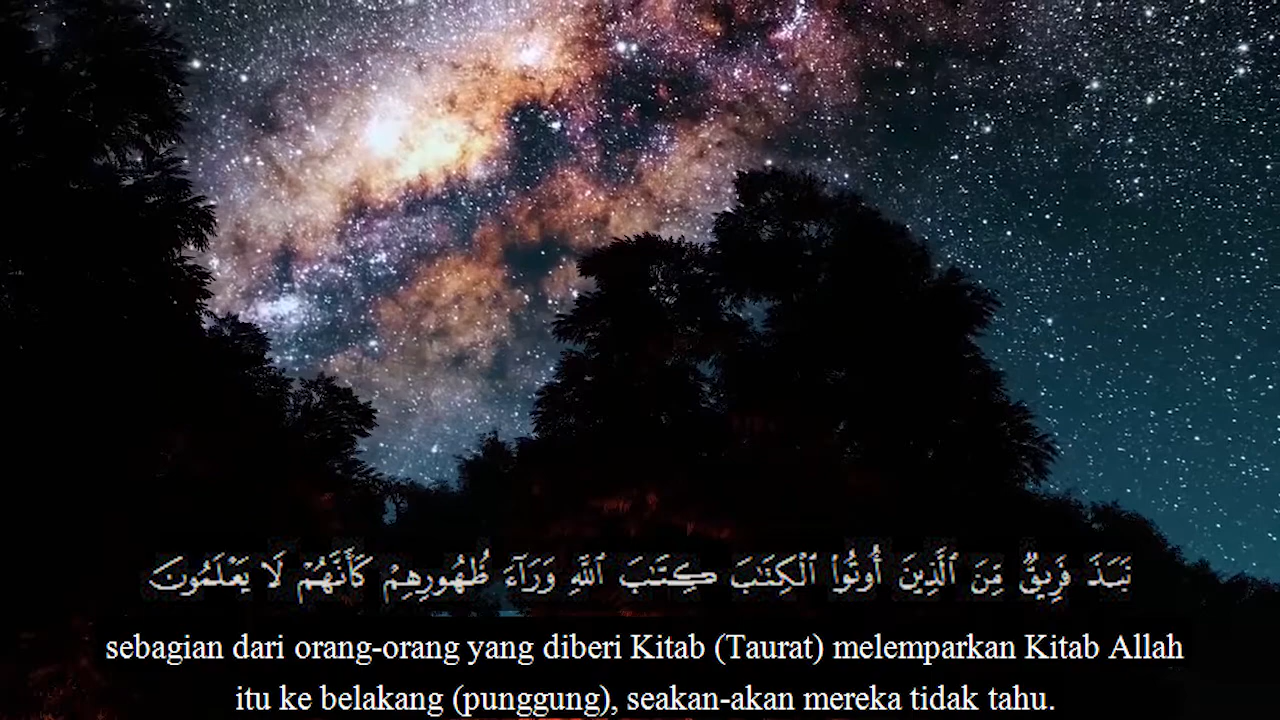 نَبَذَ فَرِيقٌ مِّنَ ٱلَّذِينَ أُوتُوا۟ ٱلْكِتَـٰبَ كِتَـٰبَ ٱللَّهِ وَرَآءَ ظُهُورِهِمْ كَأَنَّهُمْ لَا يَعْلَمُونَ
sebagian dari orang-orang yang diberi Kitab (Taurat) melemparkan Kitab Allah
itu ke belakang (punggung), seakan-akan mereka tidak tahu.